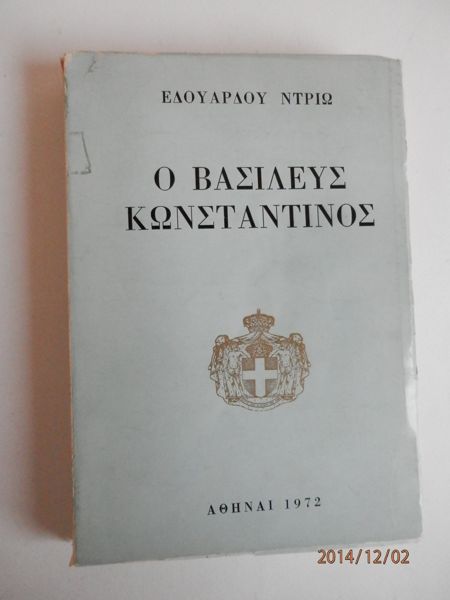 ΕΔΟΥΑΡΔΟΥ ΝΤΡΙΩ
Ο ΒΑΣΙΛΕΥΣ
ΚΩΝΣΤΑΝΤΙΝΟΣ
ΑΘΗΝΑΙ 1972
2014/12/02